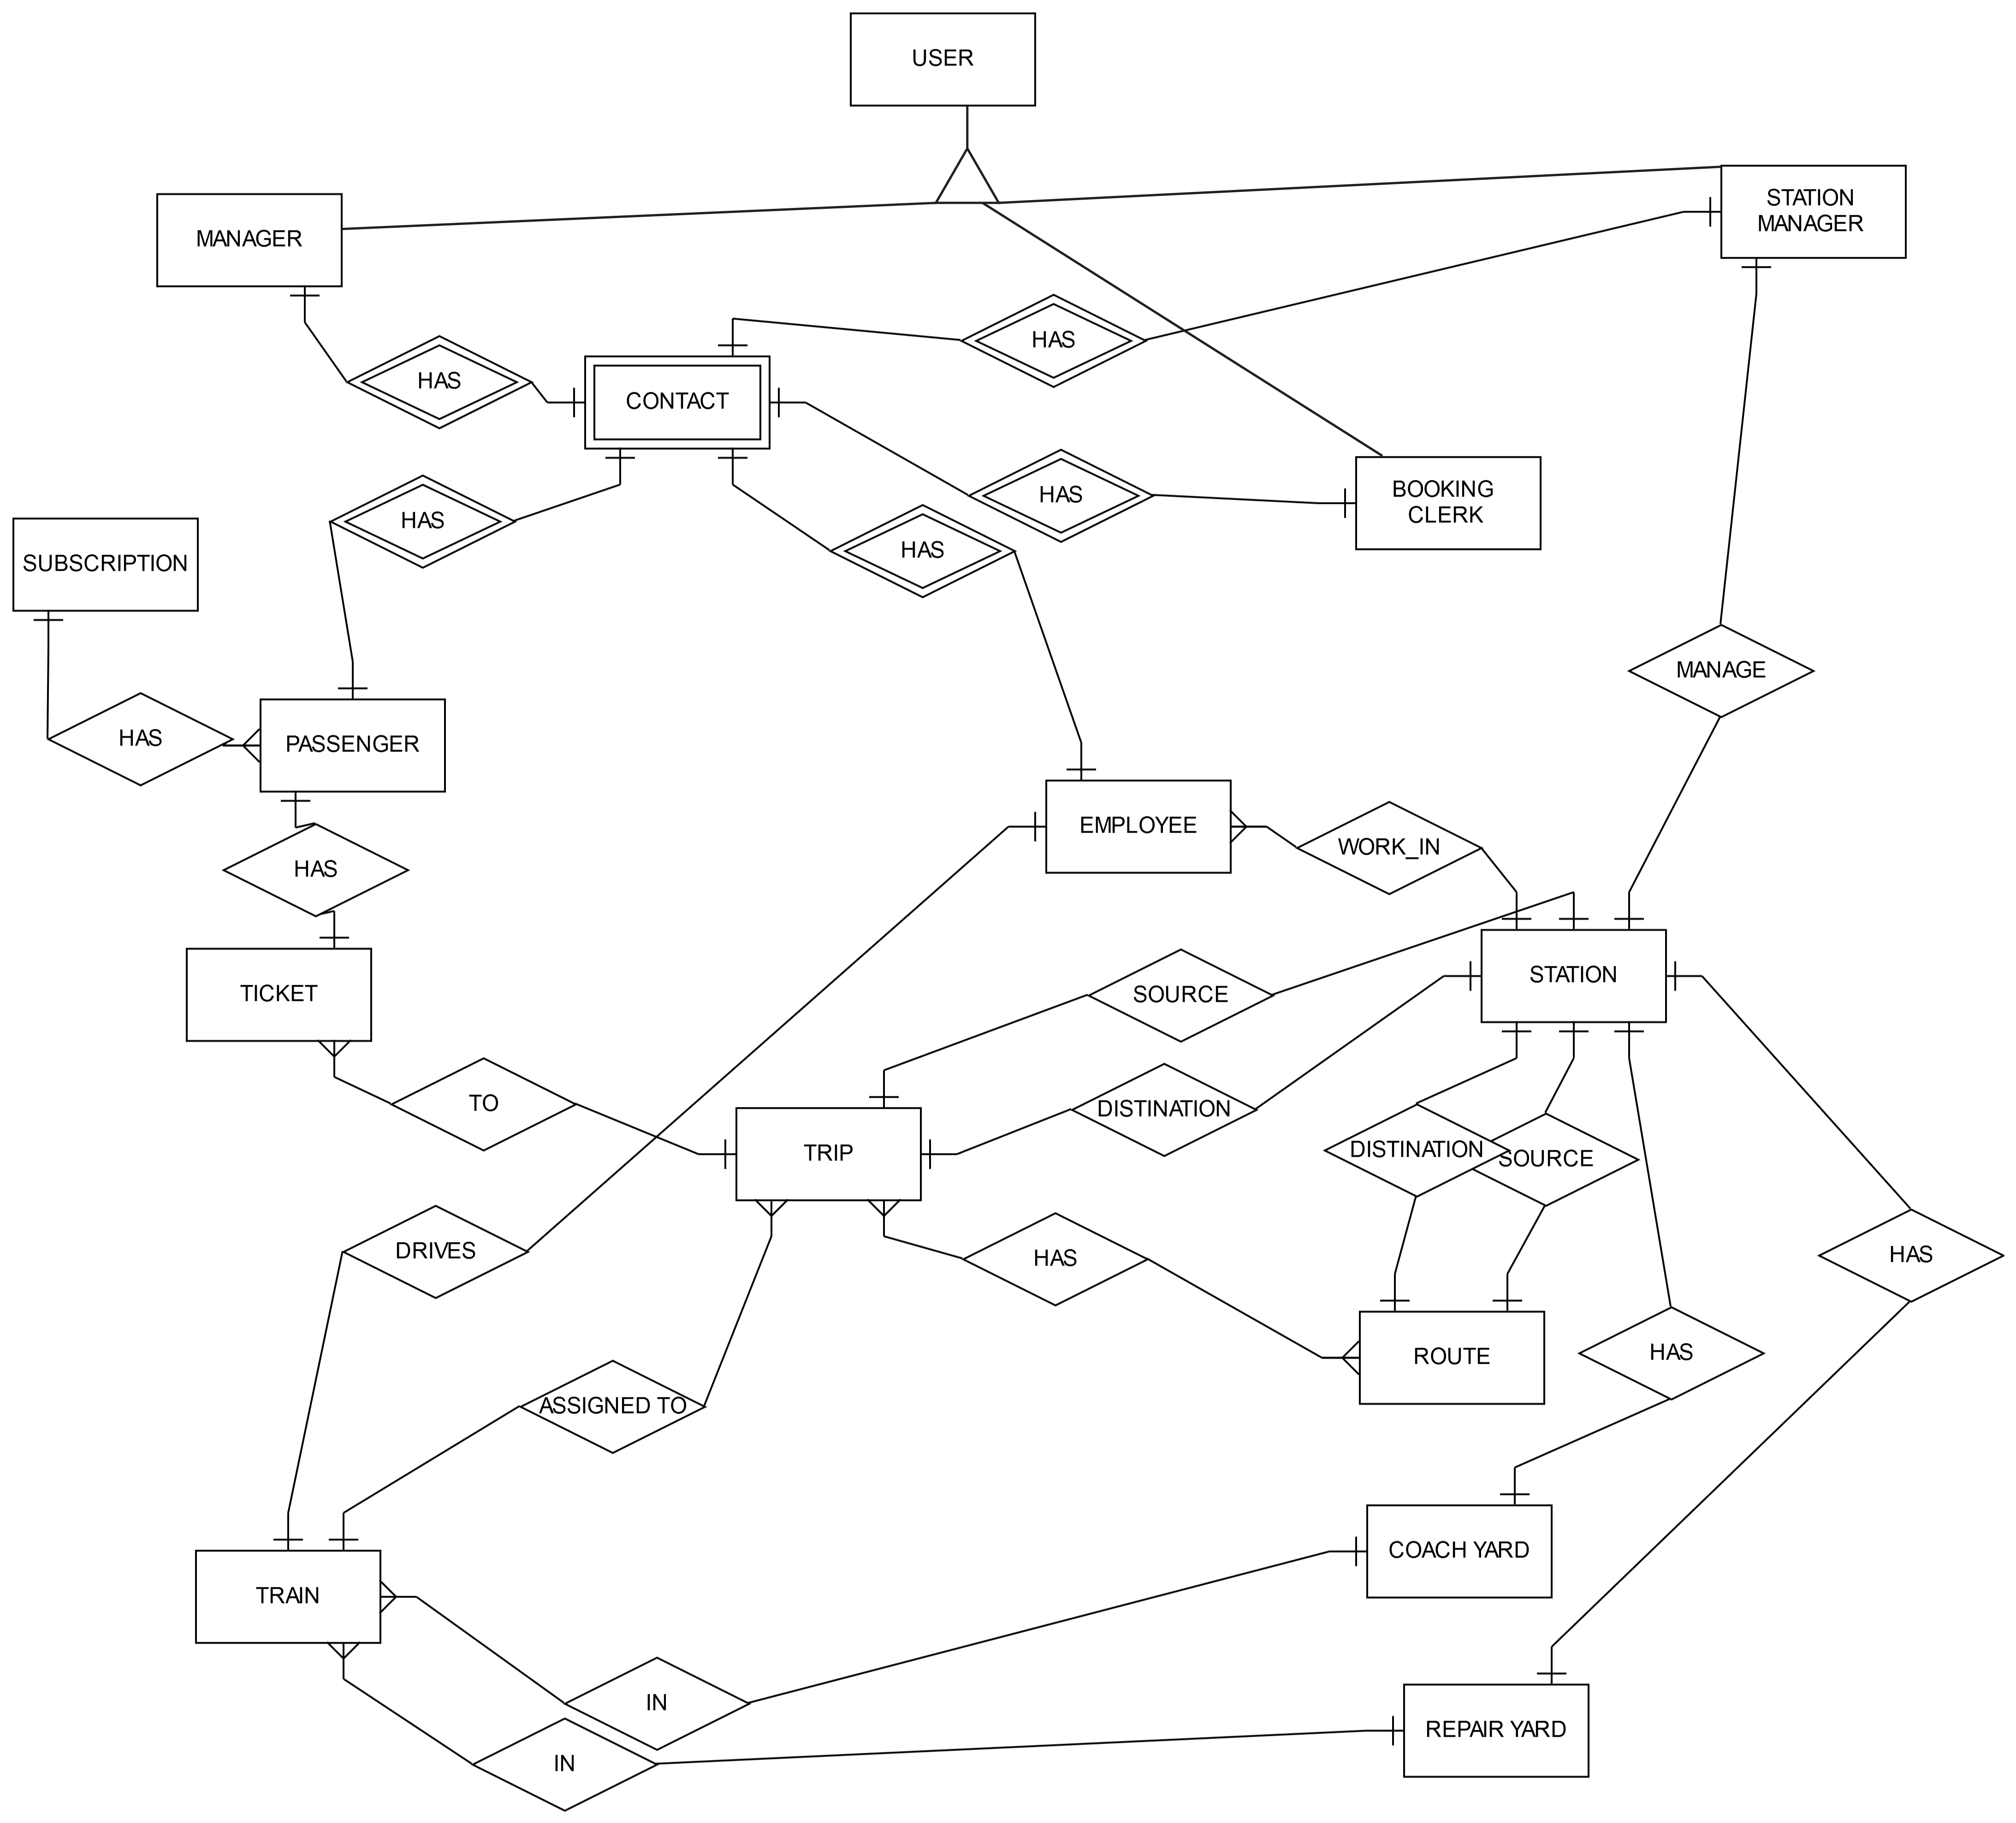 USER
STATION
MANAGER
MANAGER
HAS
HAS
CONTACT
HAS
BOOKING
CLERK
HAS
HAS
SUBSCRIPTION
MANAGE
HAS
PASSENGER
EMPLOYEE
WORK_IN
HAS
STATION
TICKET
SOURCE
TO
DISTINATION
TRIP
DISTINATION
SOURCE
DRIVES
HAS
HAS
ROUTE
HAS
ASSIGNED TO
COACH YARD
TRAIN
IN
REPAIR YARD
IN